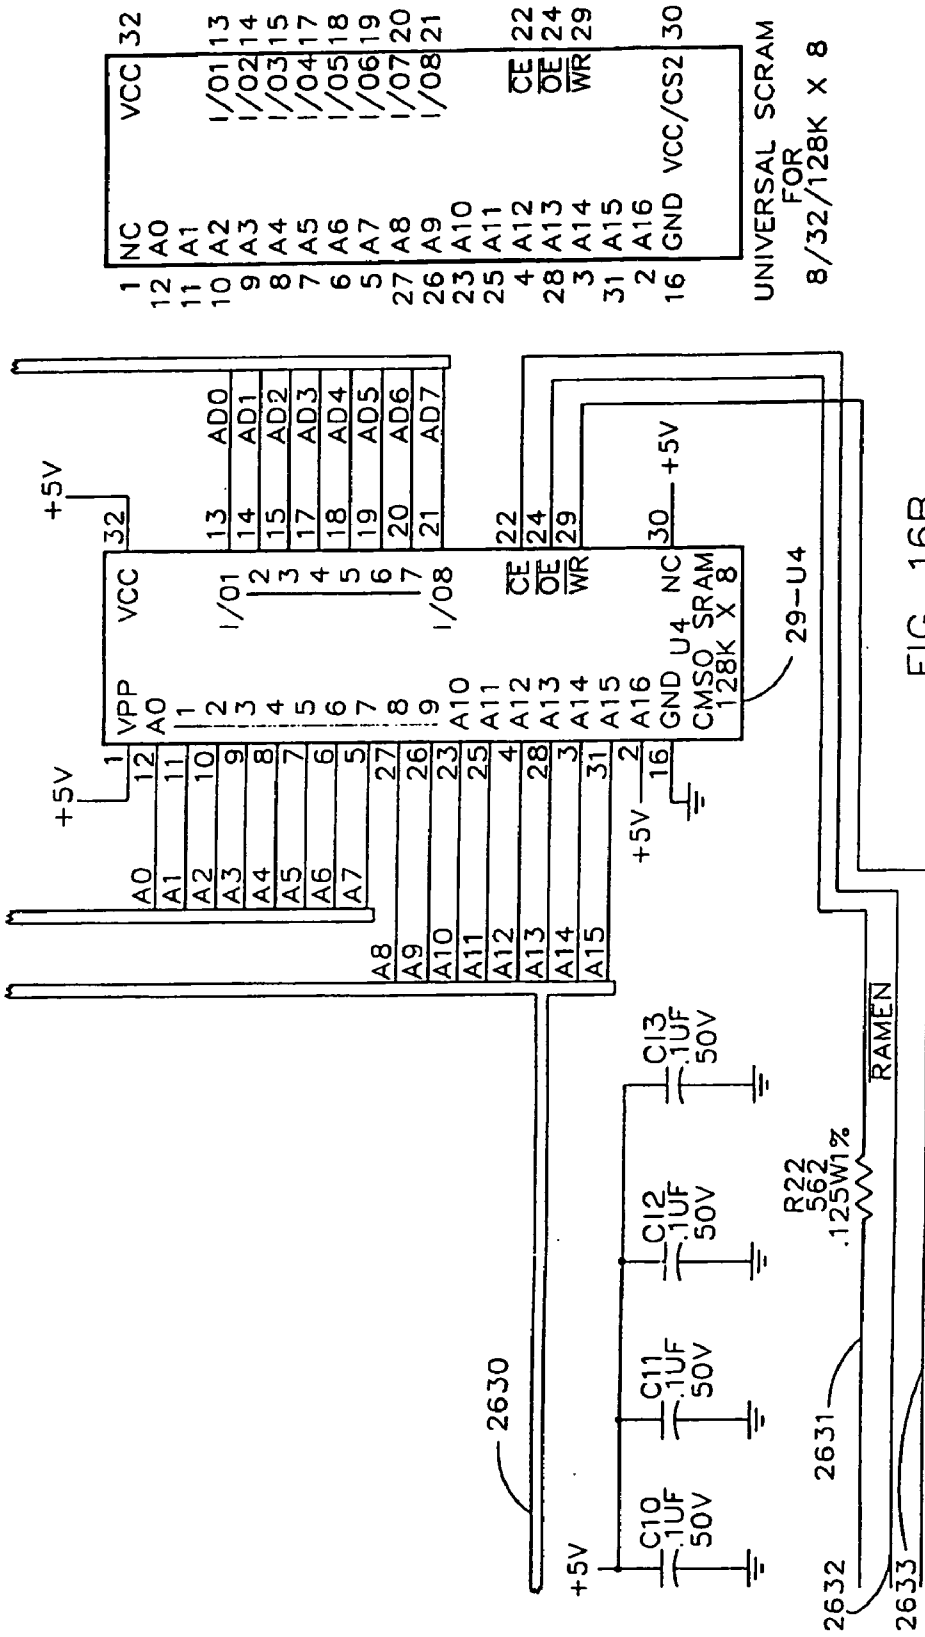 +5V
+5V
1 VPP VCC 32
12 A0
11 1
10 2
9 3
8 4
7 5
6 6
5 7
27 8
26 9
23 A10
25 A11
4 A12
28 A13
3 A14
31 A15
+5V 2 A16
16 GND U4 NC 30 +5V
CMSO SRAM
128K X 8
I/01 13 AD0
2 14 AD1
3 15 AD2
4 17 AD3
5 18 AD4
6 19 AD5
7 20 AD6
I/08 21 AD7
CE 22
OE 24
WR 29
29-U4
A0
A1
A2
A3
A4
A5
A6
A7
A8
A9
A10
A11
A12
A13
A14
A15
1 NC VCC 32
12 A0
11 A1
10 A2 I/01 13
9 A3 I/02 14
8 A4 I/03 15
7 A5 I/04 17
6 A6 I/05 18
5 A7 I/06 19
27 A8 I/07 20
26 A9 I/08 21
23 A10
25 A11
4 A12 CE 22
28 A13 OE 24
3 A14 WR 29
31 A15
2 A16
16 GND VCC/CS2 30
UNIVERSAL SCRAM
FOR
8/32/128K X 8
2630
+5V
C10
.1UF
50V
C11
.1UF
50V
C12
.1UF
50V
C13
.1UF
50V
R22
562
.125W1%
RAMEN
2631
2632
2633
FIG. 16B